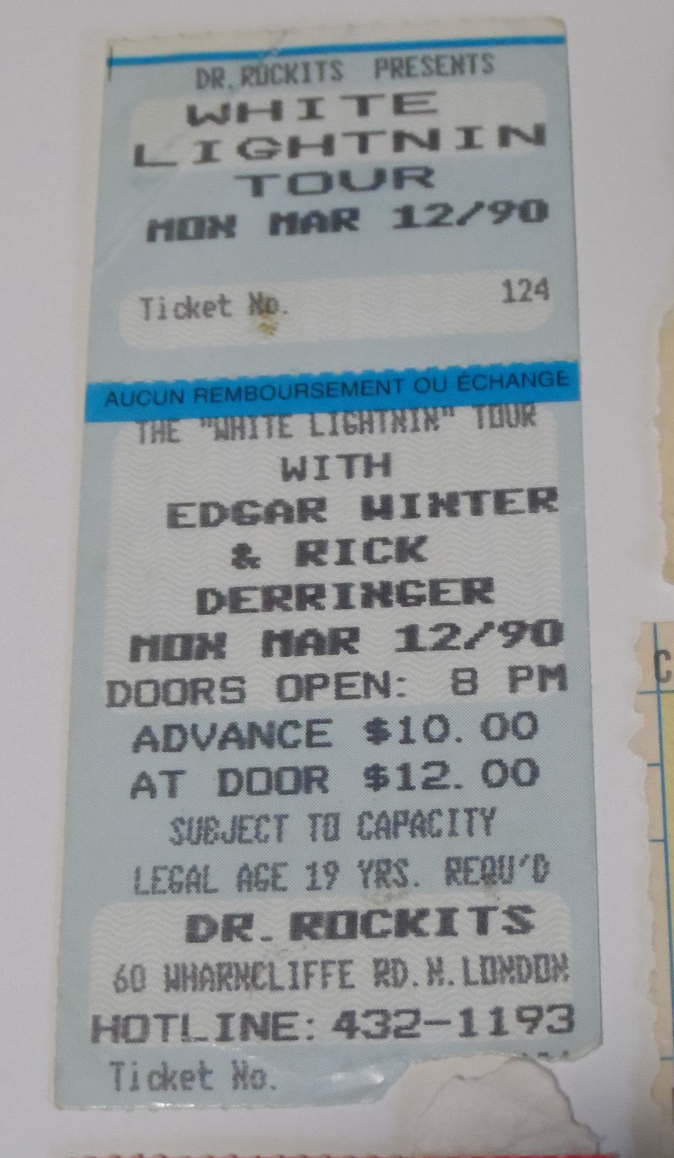 DR. ROCKITS PRESENTS
WHITE
LIGHTNIN
TOUR
MON MAR 12/90
Ticket No. 124
AUCUN REMBOURSEMENT OU ÉCHANGE
THE "WHITE LIGHTNIN" TOUR
WITH
EDGAR WINTER
& RICK
DERRINGER
MON MAR 12/90
DOORS OPEN: 8 PM
ADVANCE $10.00
AT DOOR $12.00
SUBJECT TO CAPACITY
LEGAL AGE 19 YRS. REQU'D
DR. ROCKITS
60 WHARNCLIFFE RD. N. LONDON
HOTLINE: 432-1193
Ticket No.
C